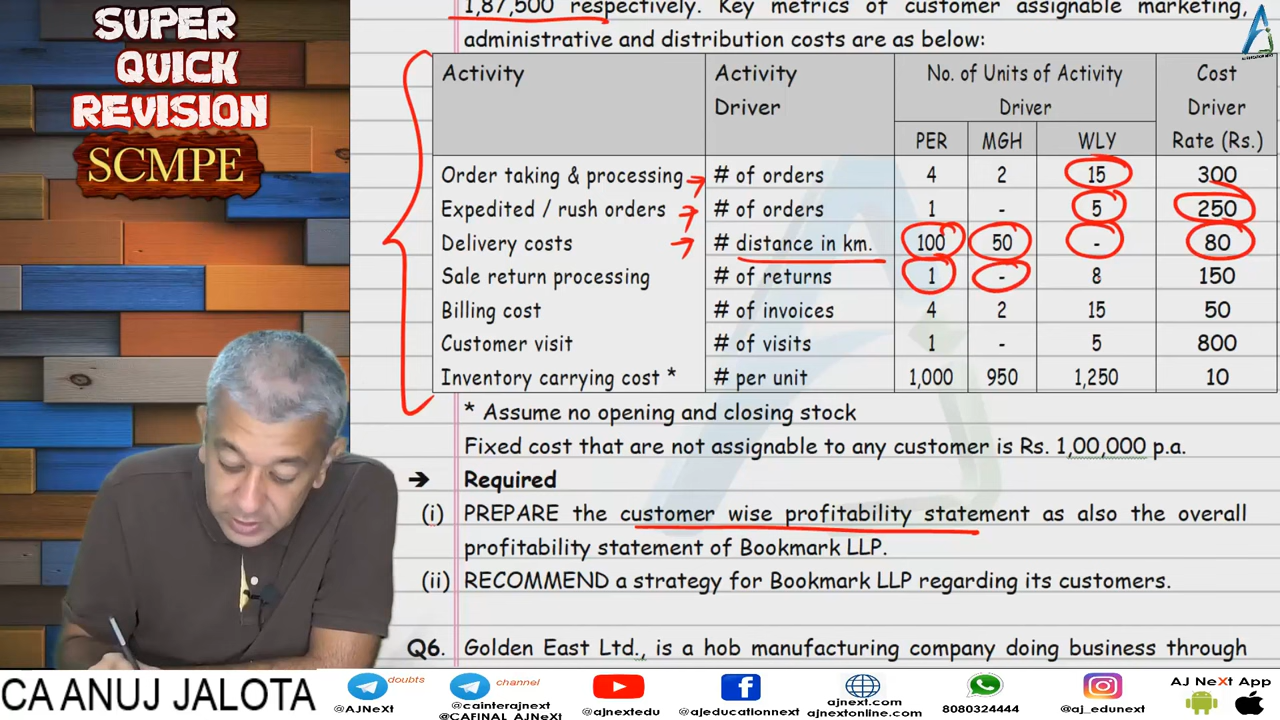 SUPER
QUICK
REVISION
SCMPE
1,87,500 respectively. Key metrics of customer assignable marketing,
administrative and distribution costs are as below:
Activity Activity Driver No. of Units of Activity Driver Cost Driver Rate (Rs.)
PER MGH WLY
Order taking & processing # of orders 4 2 15 300
Expedited / rush orders # of orders 1 - 5 250
Delivery costs # distance in km. 100 50 - 80
Sale return processing # of returns 1 - 8 150
Billing cost # of invoices 4 2 15 50
Customer visit # of visits 1 - 5 800
Inventory carrying cost * # per unit 1,000 950 1,250 10
* Assume no opening and closing stock
Fixed cost that are not assignable to any customer is Rs. 1,00,000 p.a.
→ Required
(i) PREPARE the customer wise profitability statement as also the overall
profitability statement of Bookmark LLP.
(ii) RECOMMEND a strategy for Bookmark LLP regarding its customers.
Q6. Golden East Ltd., is a hob manufacturing company doing business through
CA ANUJ JALOTA
doubts
@AJNeXt
channel
@cainterajnext
@CAFINAL_AJNeXt
@ajnextedu
@ajeducationnext
ajnext.com
ajnextonline.com
8080324444
@aj_edunext
AJ NeXt App